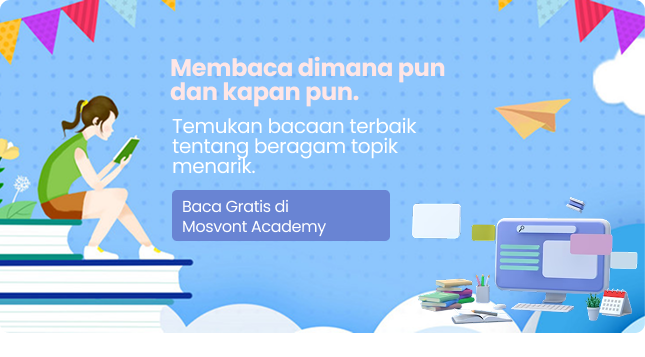 Membaca dimana pun
dan kapan pun.
Temukan bacaan terbaik
tentang beragam topik
menarik.
Baca Gratis di
Mosvont Academy